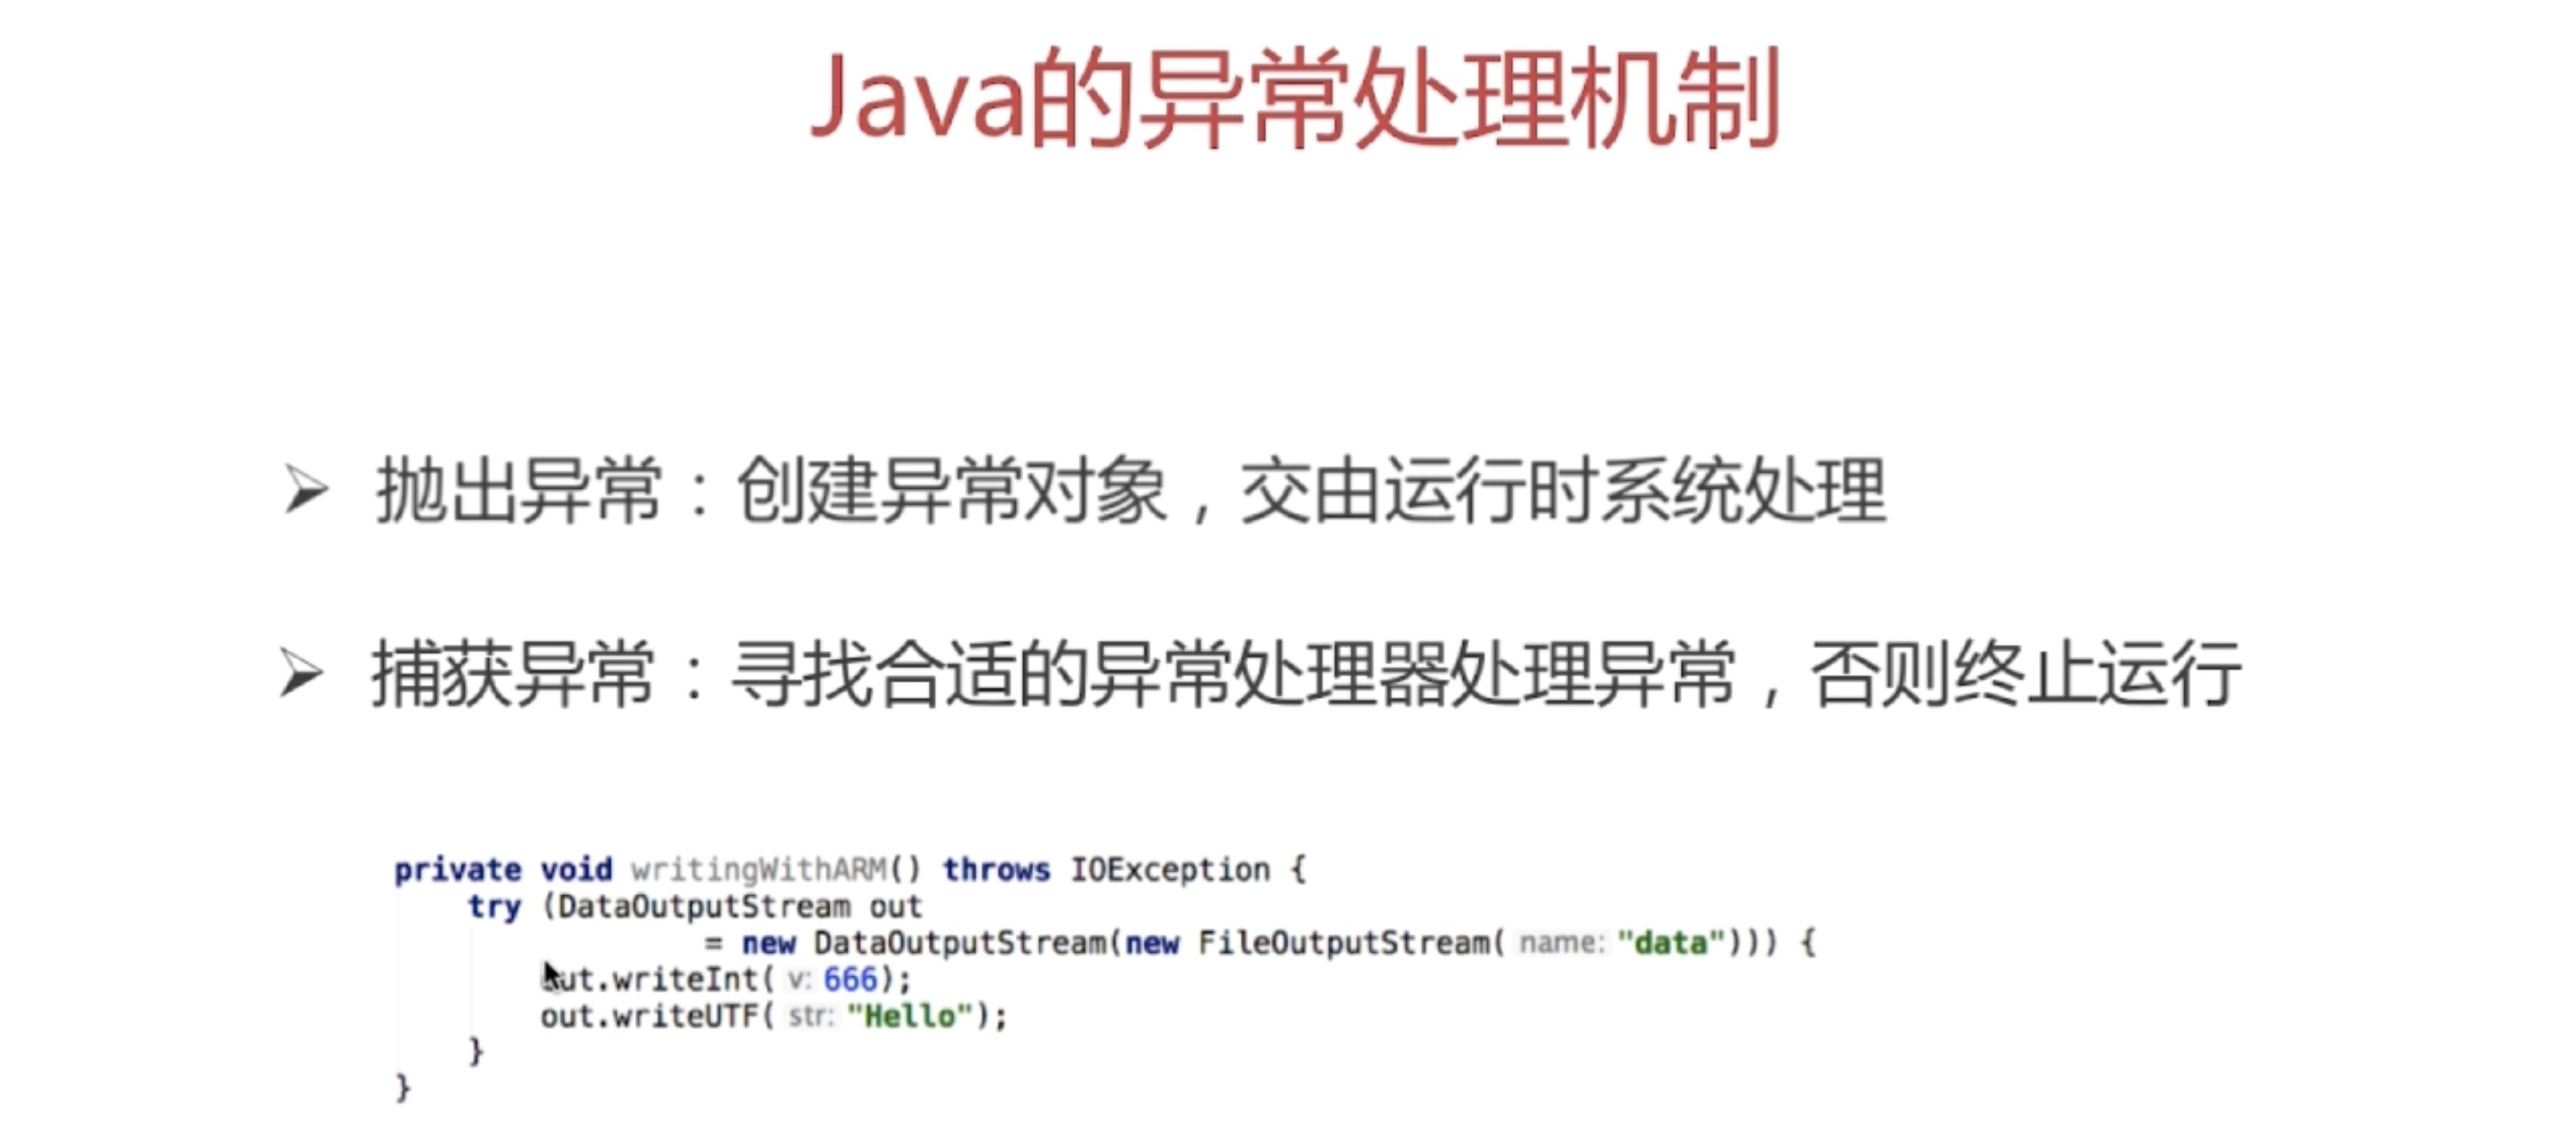 Java的异常处理机制
➢ 抛出异常：创建异常对象，交由运行时系统处理
➢ 捕获异常：寻找合适的异常处理器处理异常，否则终止运行
private void writingWithARM() throws IOException {
    try (DataOutputStream out
            = new DataOutputStream(new FileOutputStream( name: "data"))) {
        out.writeInt( v: 666);
        out.writeUTF( str: "Hello");
    }
}